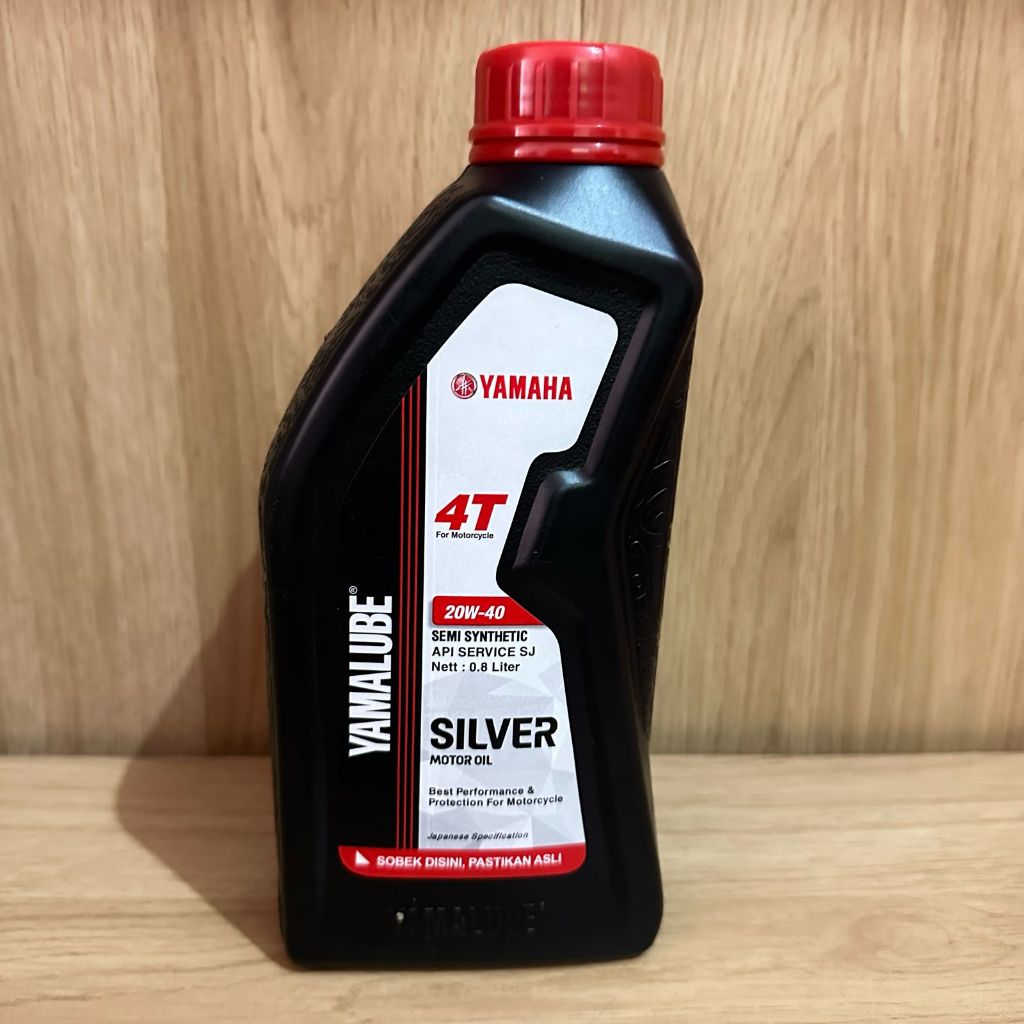 YAMAHA
4T
For Motorcycle
YAMALUBE®
20W-40
SEMI SYNTHETIC
API SERVICE SJ
Nett : 0.8 Liter
SILVER
MOTOR OIL
Best Performance &
Protection For Motorcycle
Japanese Specification
SOBEK DISINI, PASTIKAN ASLI
YAMALUBE